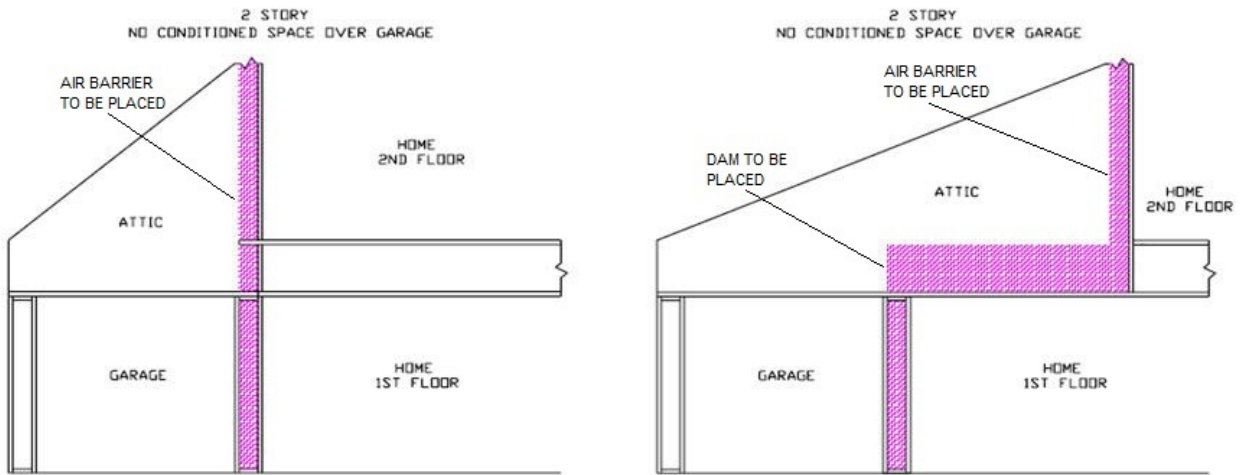 2 STORY
NO CONDITIONED SPACE OVER GARAGE
AIR BARRIER
TO BE PLACED
HOME
2ND FLOOR
ATTIC
GARAGE
HOME
1ST FLOOR
2 STORY
NO CONDITIONED SPACE OVER GARAGE
AIR BARRIER
TO BE PLACED
DAM TO BE
PLACED
ATTIC
HOME
2ND FLOOR
GARAGE
HOME
1ST FLOOR